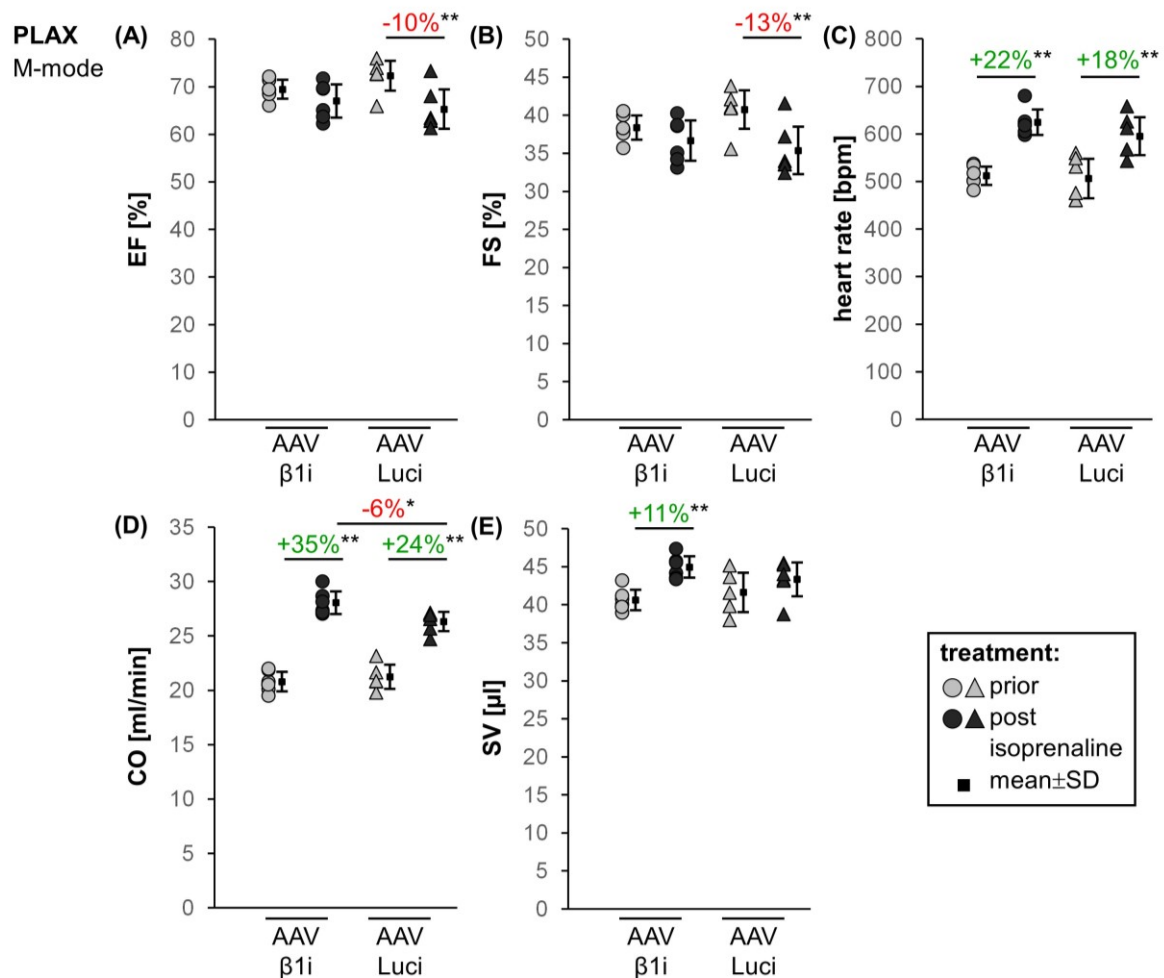 PLAX
M-mode
(A)
-10%**
80
70
60
50
40
30
20
10
0
EF [%]
AAV
β1i
AAV
Luci
(B)
-13%**
50
45
40
35
30
25
20
15
10
5
0
FS [%]
AAV
β1i
AAV
Luci
(C)
+22%**
+18%**
800
700
600
500
400
300
200
100
0
heart rate [bpm]
AAV
β1i
AAV
Luci
(D)
-6%*
+35%**
+24%**
35
30
25
20
15
10
5
0
CO [ml/min]
AAV
β1i
AAV
Luci
(E)
+11%**
50
45
40
35
30
25
20
15
10
5
0
SV [µl]
AAV
β1i
AAV
Luci
treatment:
prior
post
isoprenaline
mean±SD